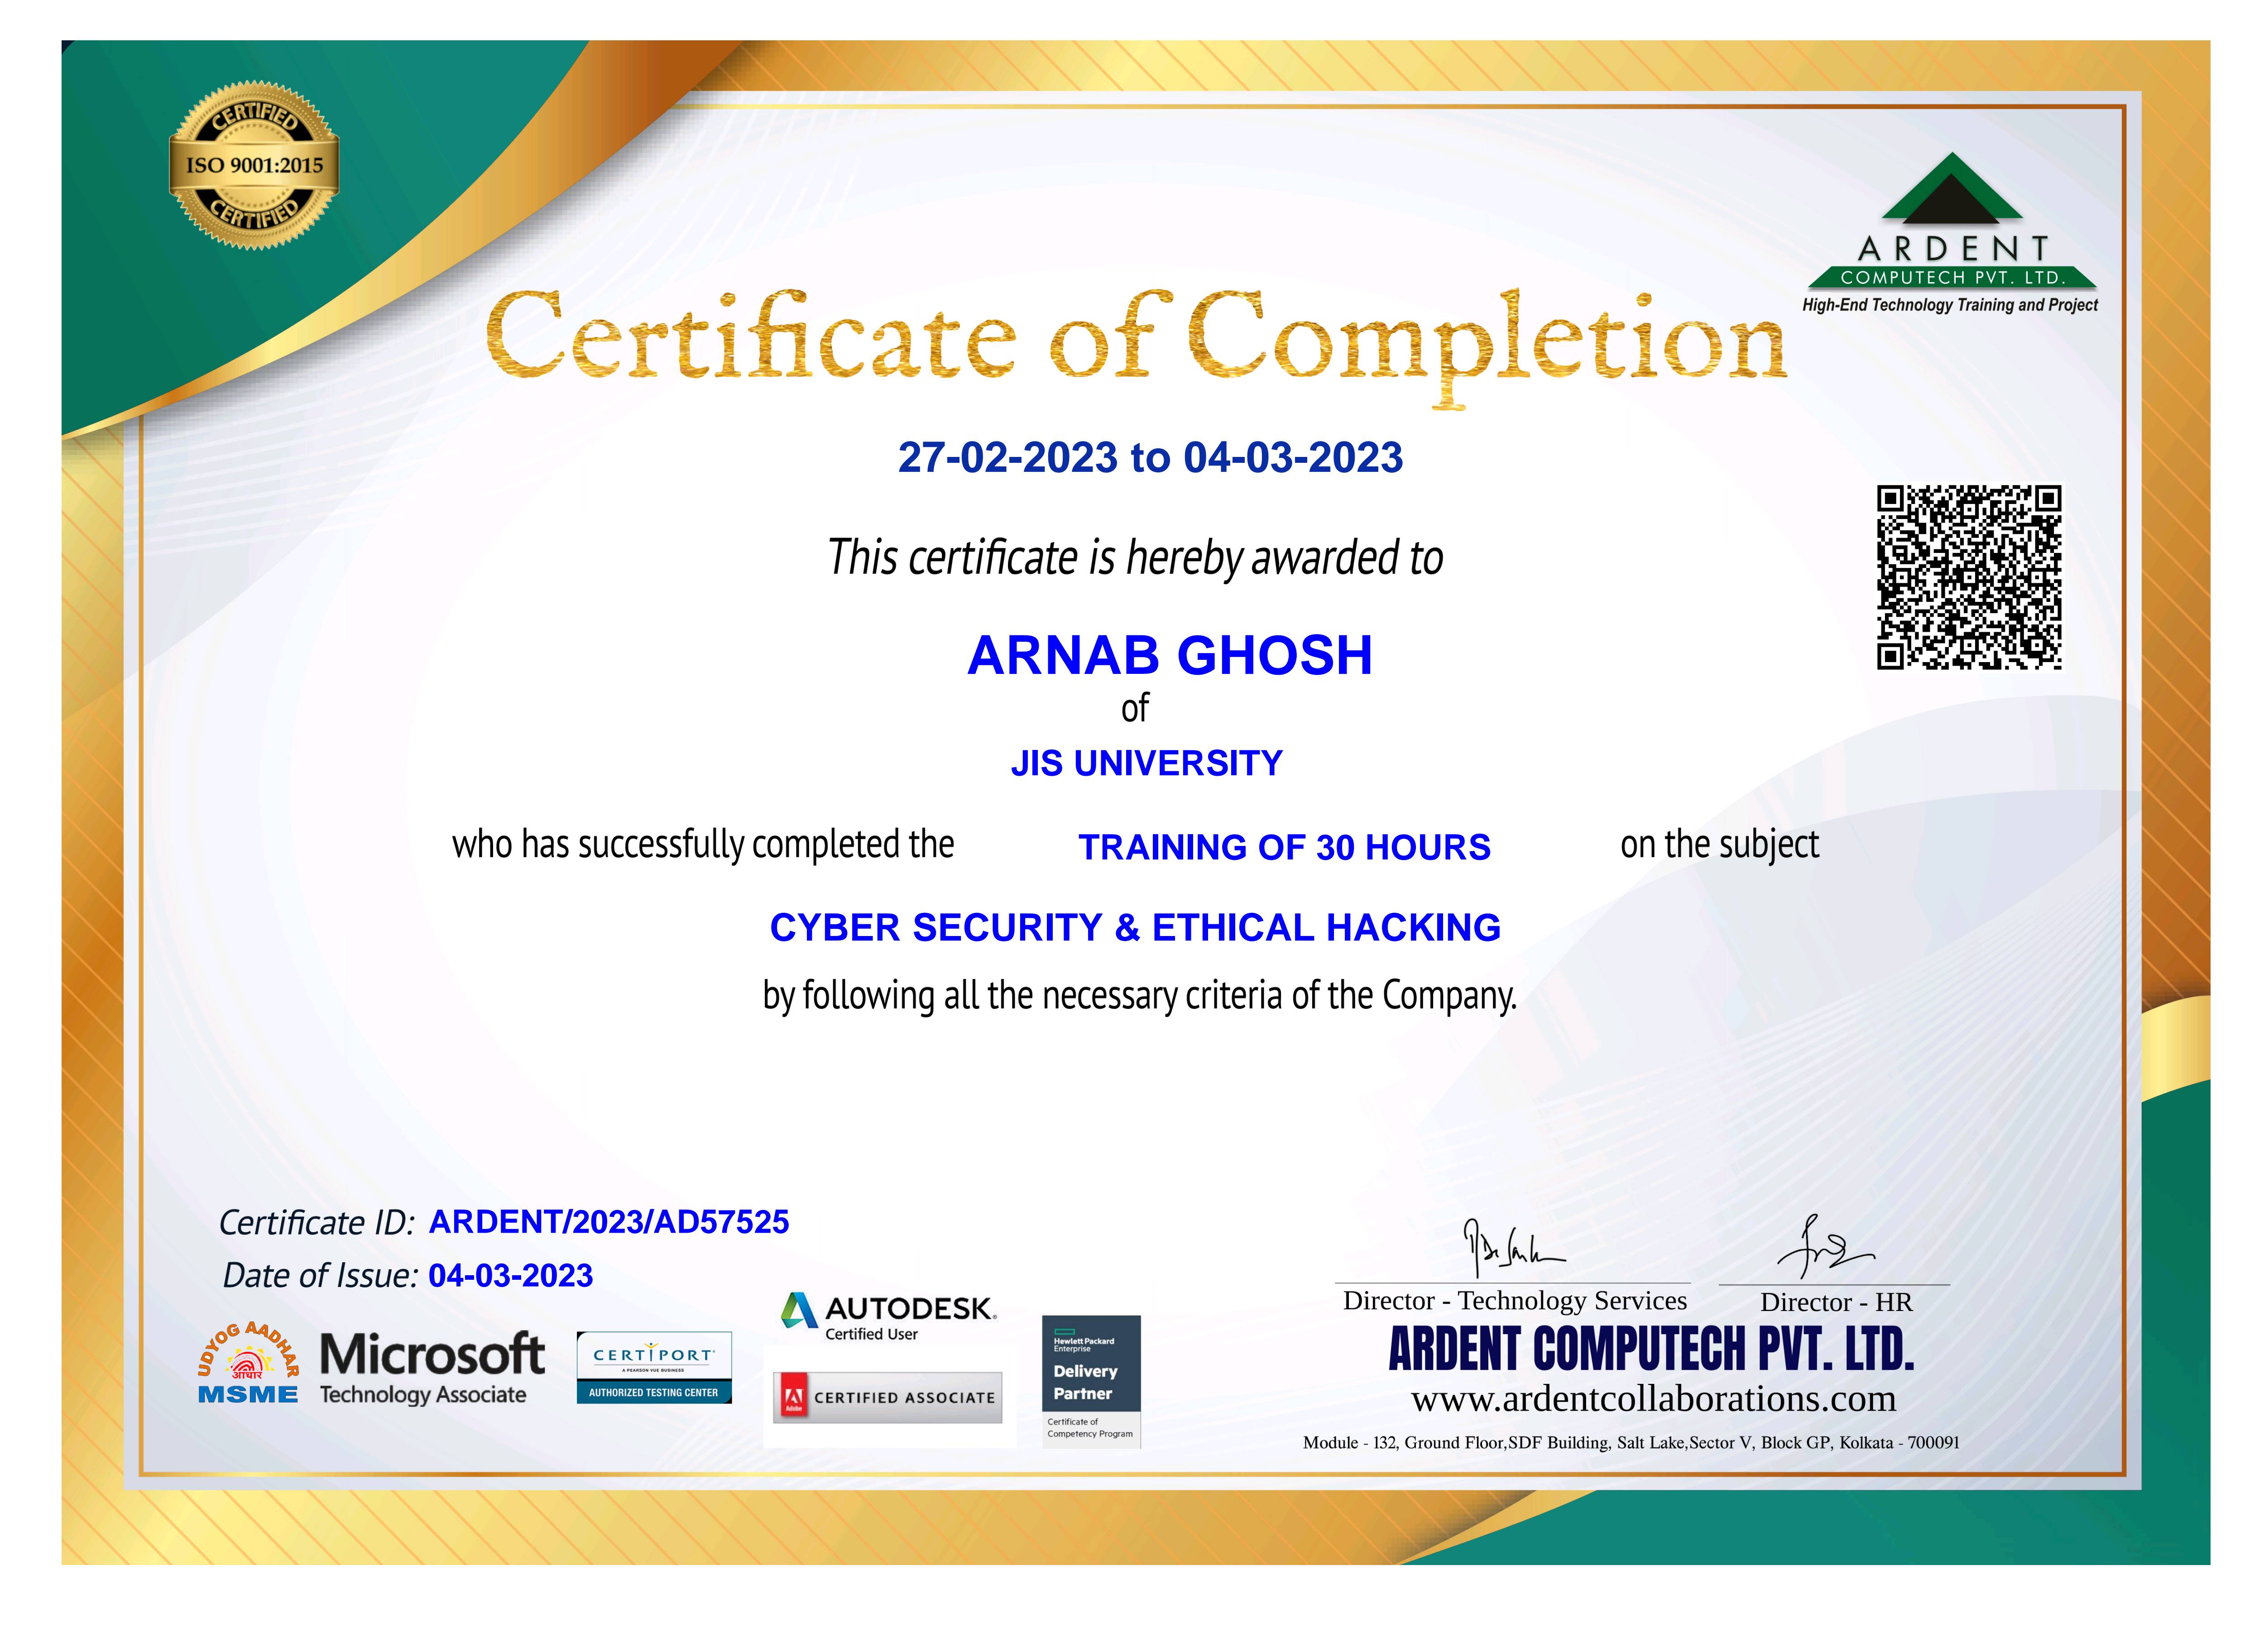 CERTIFIED
ISO 9001:2015
CERTIFIED
ARDENT
COMPUTECH PVT. LTD.
High-End Technology Training and Project
Certificate of Completion
27-02-2023 to 04-03-2023
This certificate is hereby awarded to
ARNAB GHOSH
of
JIS UNIVERSITY
who has successfully completed the TRAINING OF 30 HOURS on the subject
CYBER SECURITY & ETHICAL HACKING
by following all the necessary criteria of the Company.
Certificate ID: ARDENT/2023/AD57525
Date of Issue: 04-03-2023
UDYOG AADHAR
आधार
MSME
Microsoft
Technology Associate
CERTIPORT
A PEARSON VUE BUSINESS
AUTHORIZED TESTING CENTER
AUTODESK.
Certified User
Adobe
CERTIFIED ASSOCIATE
Hewlett Packard
Enterprise
Delivery
Partner
Certificate of
Competency Program
Director - Technology Services
Director - HR
ARDENT COMPUTECH PVT. LTD.
www.ardentcollaborations.com
Module - 132, Ground Floor,SDF Building, Salt Lake,Sector V, Block GP, Kolkata - 700091